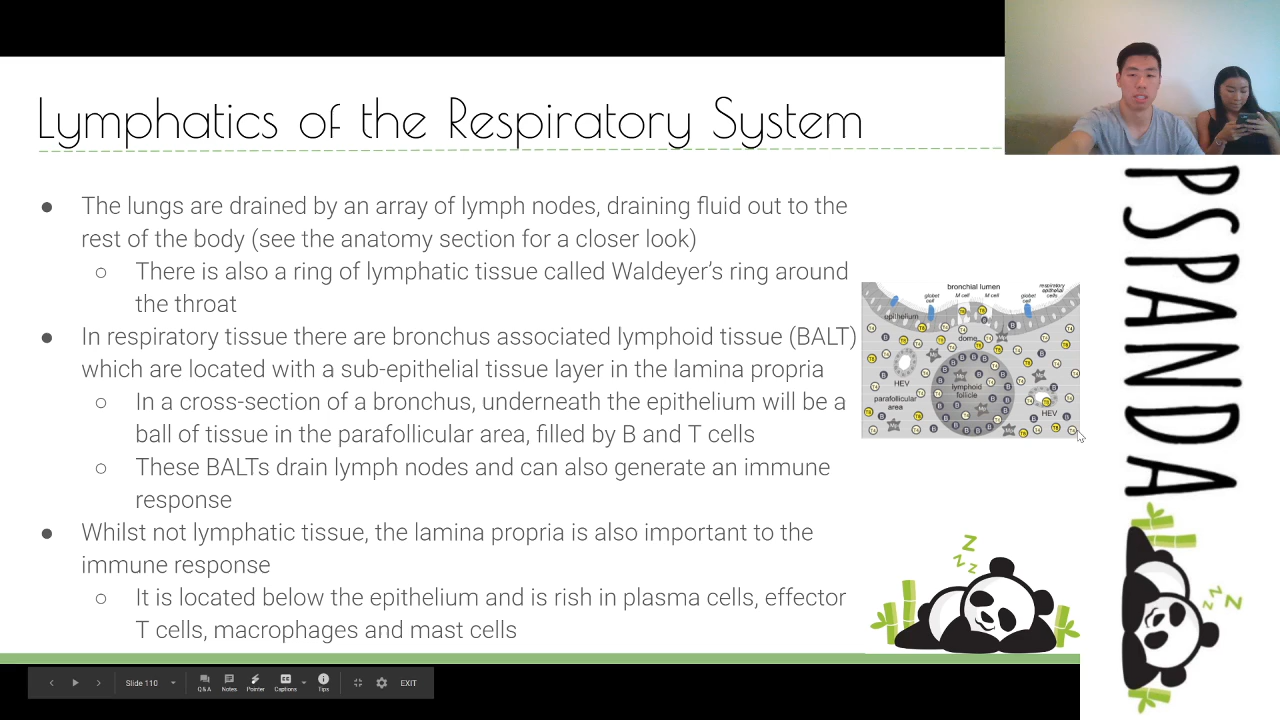 Lymphatics of the Respiratory System
● The lungs are drained by an array of lymph nodes, draining fluid out to the
rest of the body (see the anatomy section for a closer look)
○ There is also a ring of lymphatic tissue called Waldeyer’s ring around
the throat
● In respiratory tissue there are bronchus associated lymphoid tissue (BALT)
which are located with a sub-epithelial tissue layer in the lamina propria
○ In a cross-section of a bronchus, underneath the epithelium will be a
ball of tissue in the parafollicular area, filled by B and T cells
○ These BALTs drain lymph nodes and can also generate an immune
response
● Whilst not lymphatic tissue, the lamina propria is also important to the
immune response
○ It is located below the epithelium and is rish in plasma cells, effector
T cells, macrophages and mast cells
bronchial lumen
globlet
cell
M cell
M cell
globlet
cell
respiratory
epithelial
cells
epithelium
dome
HEV
lymphoid
follicle
parafollicular
area
HEV
PSPANDA
z
z
z
z
z
z
Slide 110
Q&A
Notes
Pointer
Captions
Tips
EXIT